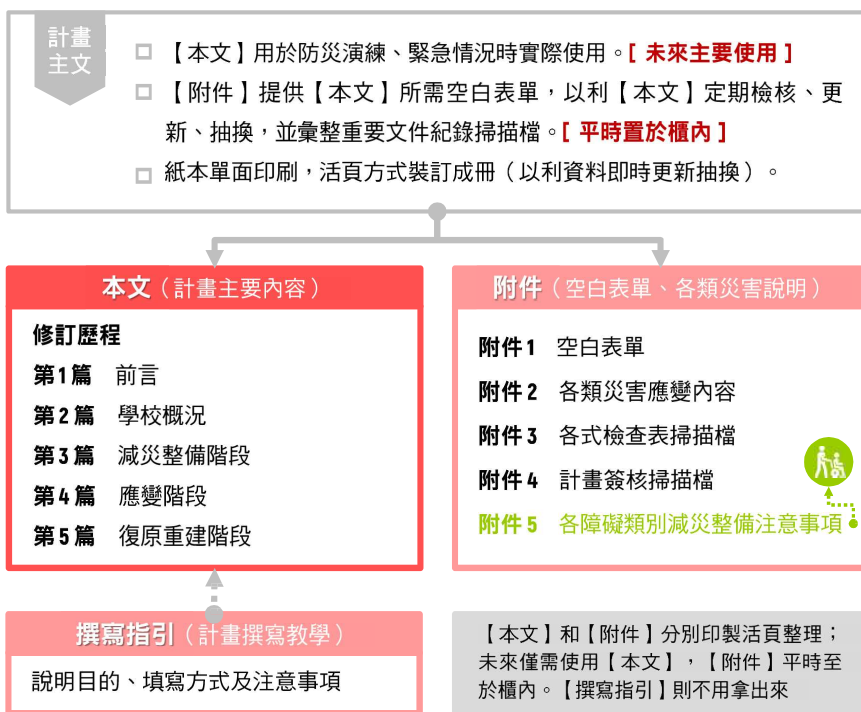 計畫
主文
【本文】用於防災演練、緊急情況時實際使用。[ 未來主要使用 ]
【附件】提供【本文】所需空白表單，以利【本文】定期檢核、更
新、抽換，並彙整重要文件紀錄掃描檔。[ 平時置於櫃內 ]
紙本單面印刷，活頁方式裝訂成冊（以利資料即時更新抽換）。
本文（計畫主要內容）
修訂歷程
第1篇 前言
第2篇 學校概況
第3篇 減災整備階段
第4篇 應變階段
第5篇 復原重建階段
附件（空白表單、各類災害說明）
附件1 空白表單
附件2 各類災害應變內容
附件3 各式檢查表掃描檔
附件4 計畫簽核掃描檔
附件5 各障礙類別減災整備注意事項
撰寫指引（計畫撰寫教學）
說明目的、填寫方式及注意事項
【本文】和【附件】分別印製活頁整理；
未來僅需使用【本文】，【附件】平時至
於櫃內。【撰寫指引】則不用拿出來